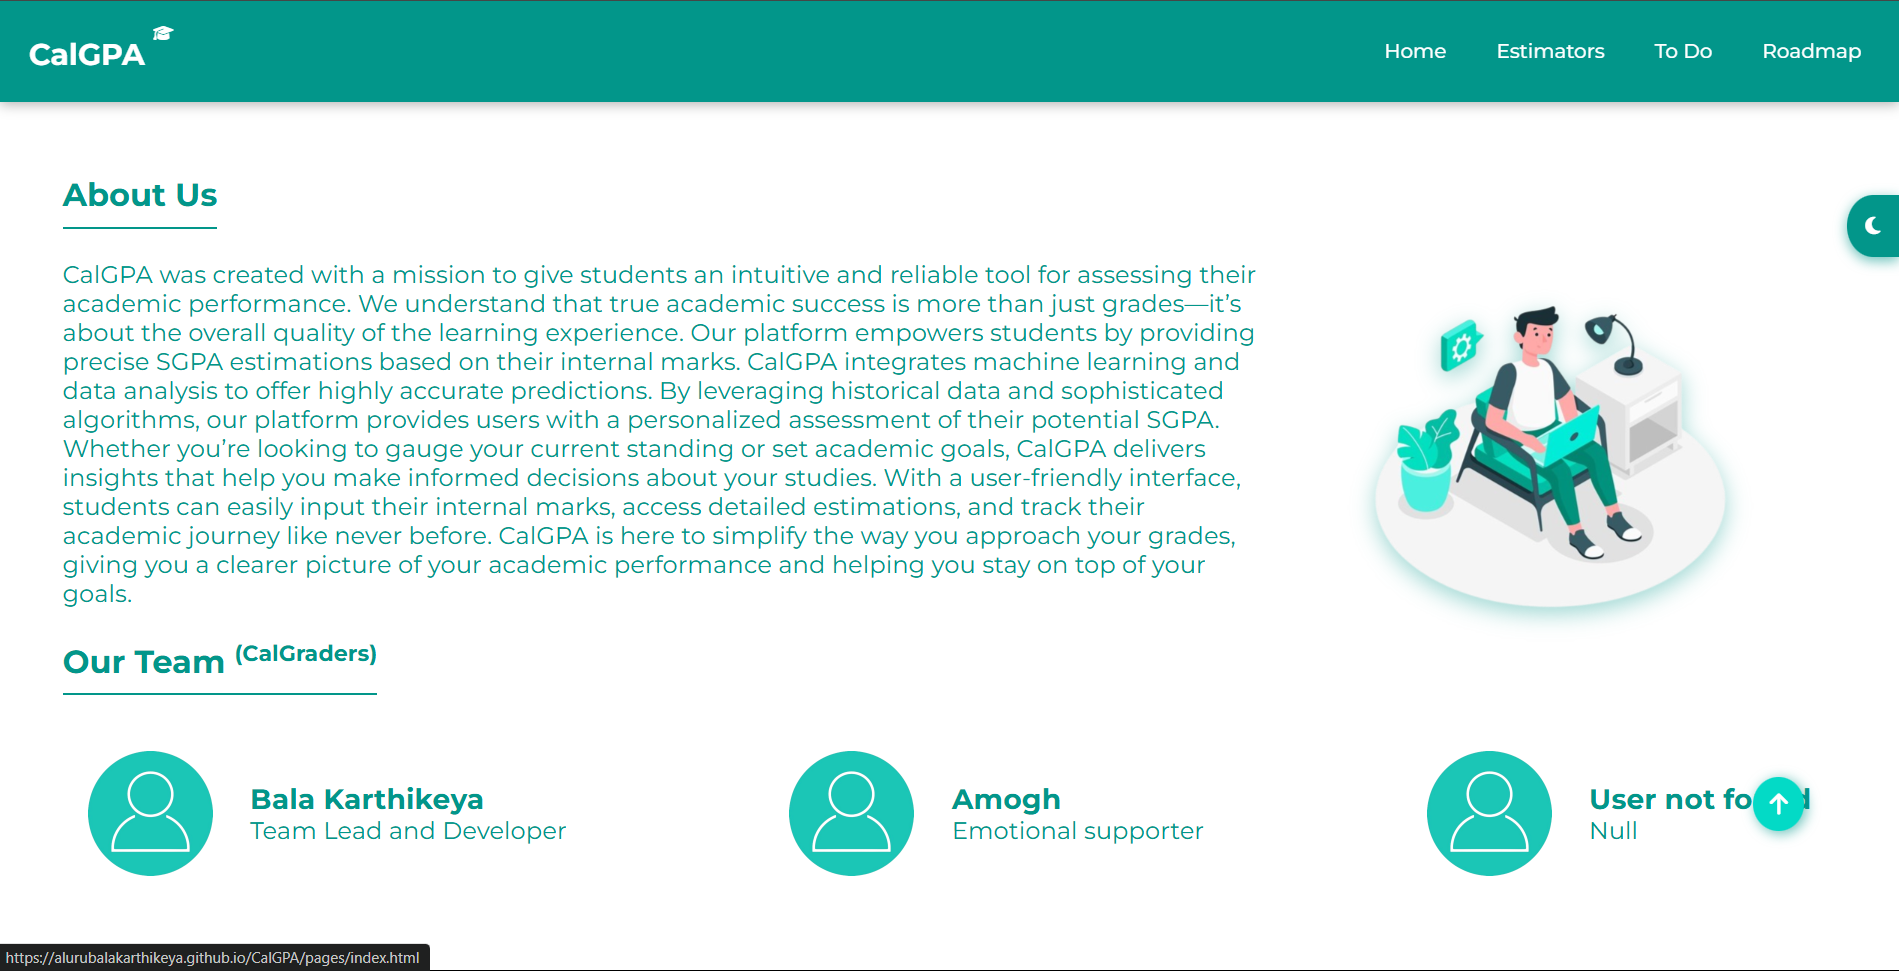 CalGPA
Home Estimators To Do Roadmap
About Us
CalGPA was created with a mission to give students an intuitive and reliable tool for assessing their
academic performance. We understand that true academic success is more than just grades—it’s
about the overall quality of the learning experience. Our platform empowers students by providing
precise SGPA estimations based on their internal marks. CalGPA integrates machine learning and
data analysis to offer highly accurate predictions. By leveraging historical data and sophisticated
algorithms, our platform provides users with a personalized assessment of their potential SGPA.
Whether you’re looking to gauge your current standing or set academic goals, CalGPA delivers
insights that help you make informed decisions about your studies. With a user-friendly interface,
students can easily input their internal marks, access detailed estimations, and track their
academic journey like never before. CalGPA is here to simplify the way you approach your grades,
giving you a clearer picture of your academic performance and helping you stay on top of your
goals.
Our Team (CalGraders)
Bala Karthikeya
Team Lead and Developer
Amogh
Emotional supporter
User not
Null
https://alurubalakarthikeya.github.io/CalGPA/pages/index.html